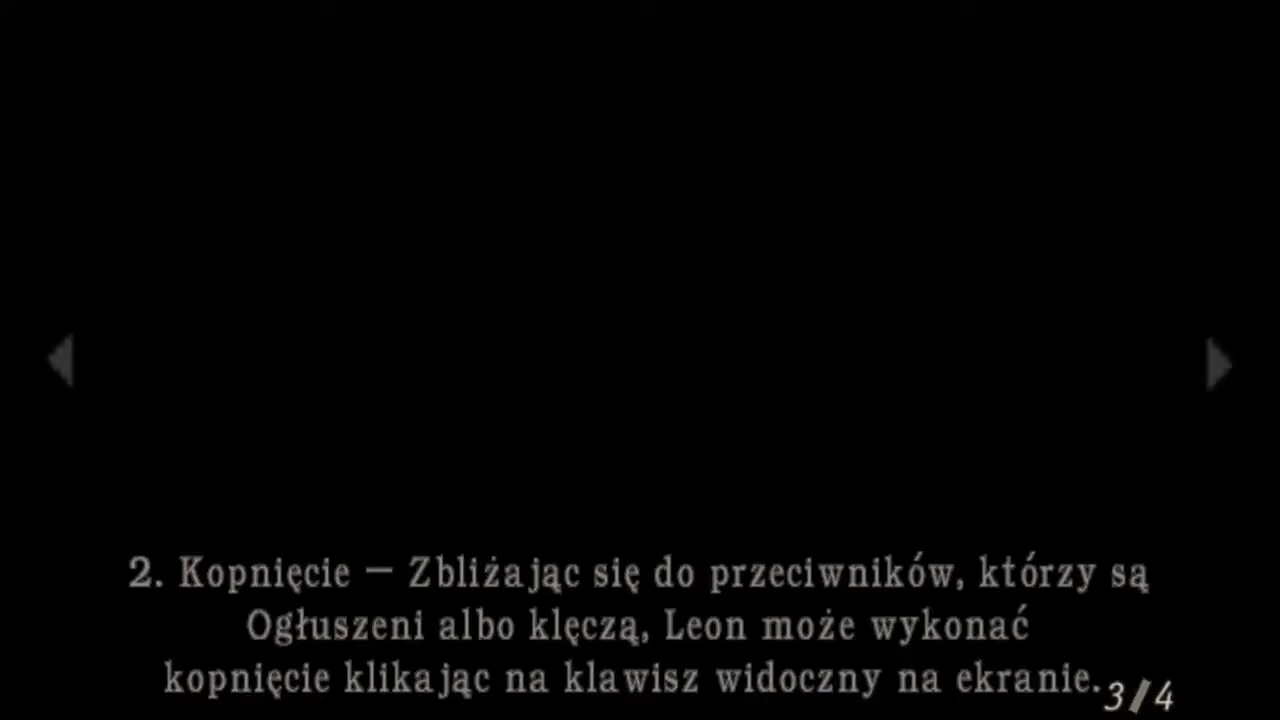 2. Kopnięcie — Zbliżając się do przeciwników, którzy są
Ogłuszeni albo klęczą, Leon może wykonać
kopnięcie klikając na klawisz widoczny na ekranie.
3/4